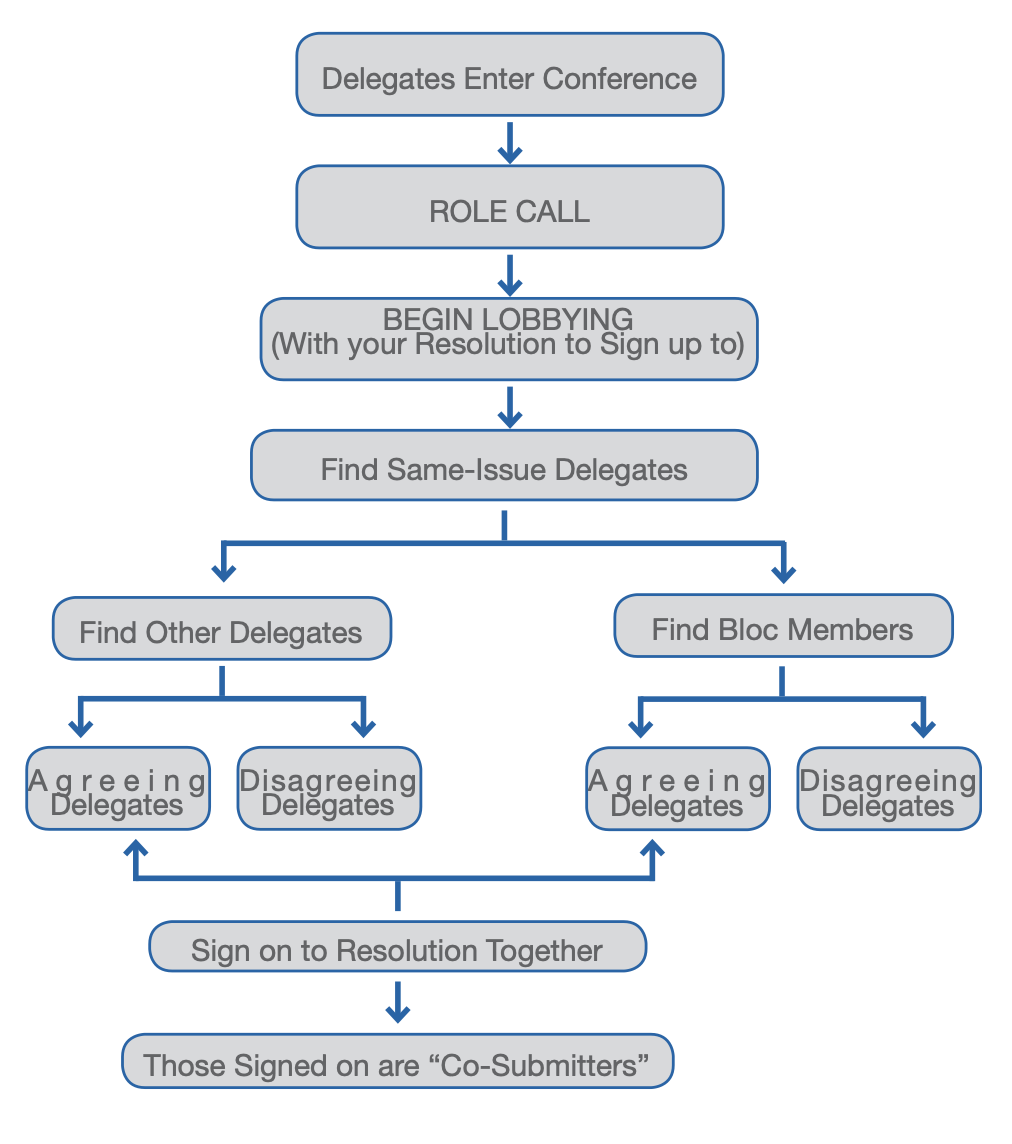 Delegates Enter Conference
ROLE CALL
BEGIN LOBBYING
(With your Resolution to Sign up to)
Find Same-Issue Delegates
Find Other Delegates
Find Bloc Members
Agreeing
Delegates
Disagreeing
Delegates
Agreeing
Delegates
Disagreeing
Delegates
Sign on to Resolution Together
Those Signed on are “Co-Submitters”